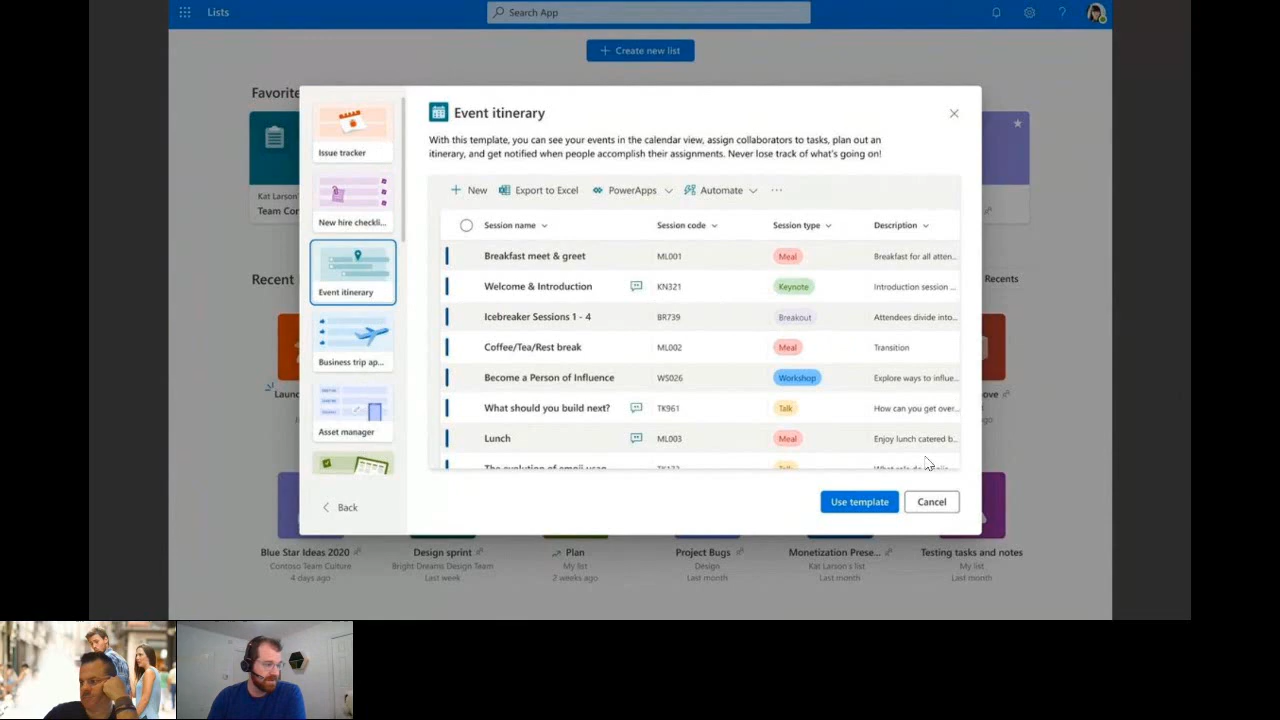 Lists
Search App
Create new list
Favorite
Kat Larson'
Team Con
Recent
Recents
Launc
ove
ago
Issue tracker
New hire checkli...
Event itinerary
Business trip ap...
Asset manager
Back
Event itinerary
With this template, you can see your events in the calendar view, assign collaborators to tasks, plan out an
itinerary, and get notified when people accomplish their assignments. Never lose track of what's going on!
New Export to Excel PowerApps Automate ...
Session name Session code Session type Description
Breakfast meet & greet ML001 Meal Breakfast for all atten...
Welcome & Introduction KN321 Keynote Introduction session ...
Icebreaker Sessions 1 - 4 BR739 Breakout Attendees divide into...
Coffee/Tea/Rest break ML002 Meal Transition
Become a Person of Influence WS026 Workshop Explore ways to influe...
What should you build next? TK961 Talk How can you get over...
Lunch ML003 Meal Enjoy lunch catered b...
The evolution of emoji usag
Use template Cancel
Blue Star Ideas 2020 Design sprint Plan Project Bugs Monetization Prese... Testing tasks and notes
Contoso Team Culture Bright Dreams Design Team My list Design Kat Larson's list My list
4 days ago Last week 2 weeks ago Last month Last month Last month